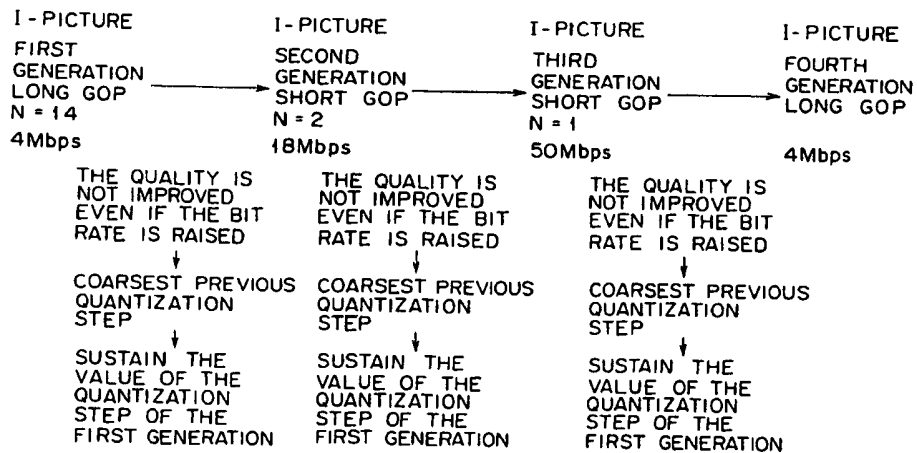 I-PICTURE
FIRST
GENERATION
LONG GOP
N = 14
4Mbps
I-PICTURE
SECOND
GENERATION
SHORT GOP
N = 2
18Mbps
I-PICTURE
THIRD
GENERATION
SHORT GOP
N = 1
50Mbps
I-PICTURE
FOURTH
GENERATION
LONG GOP
4Mbps
THE QUALITY IS
NOT IMPROVED
EVEN IF THE BIT
RATE IS RAISED
COARSEST PREVIOUS
QUANTIZATION
STEP
SUSTAIN THE
VALUE OF THE
QUANTIZATION
STEP OF THE
FIRST GENERATION
THE QUALITY IS
NOT IMPROVED
EVEN IF THE BIT
RATE IS RAISED
COARSEST PREVIOUS
QUANTIZATION
STEP
SUSTAIN THE
VALUE OF THE
QUANTIZATION
STEP OF THE
FIRST GENERATION
THE QUALITY IS
NOT IMPROVED
EVEN IF THE BIT
RATE IS RAISED
COARSEST PREVIOUS
QUANTIZATION
STEP
SUSTAIN THE
VALUE OF THE
QUANTIZATION
STEP OF THE
FIRST GENERATION